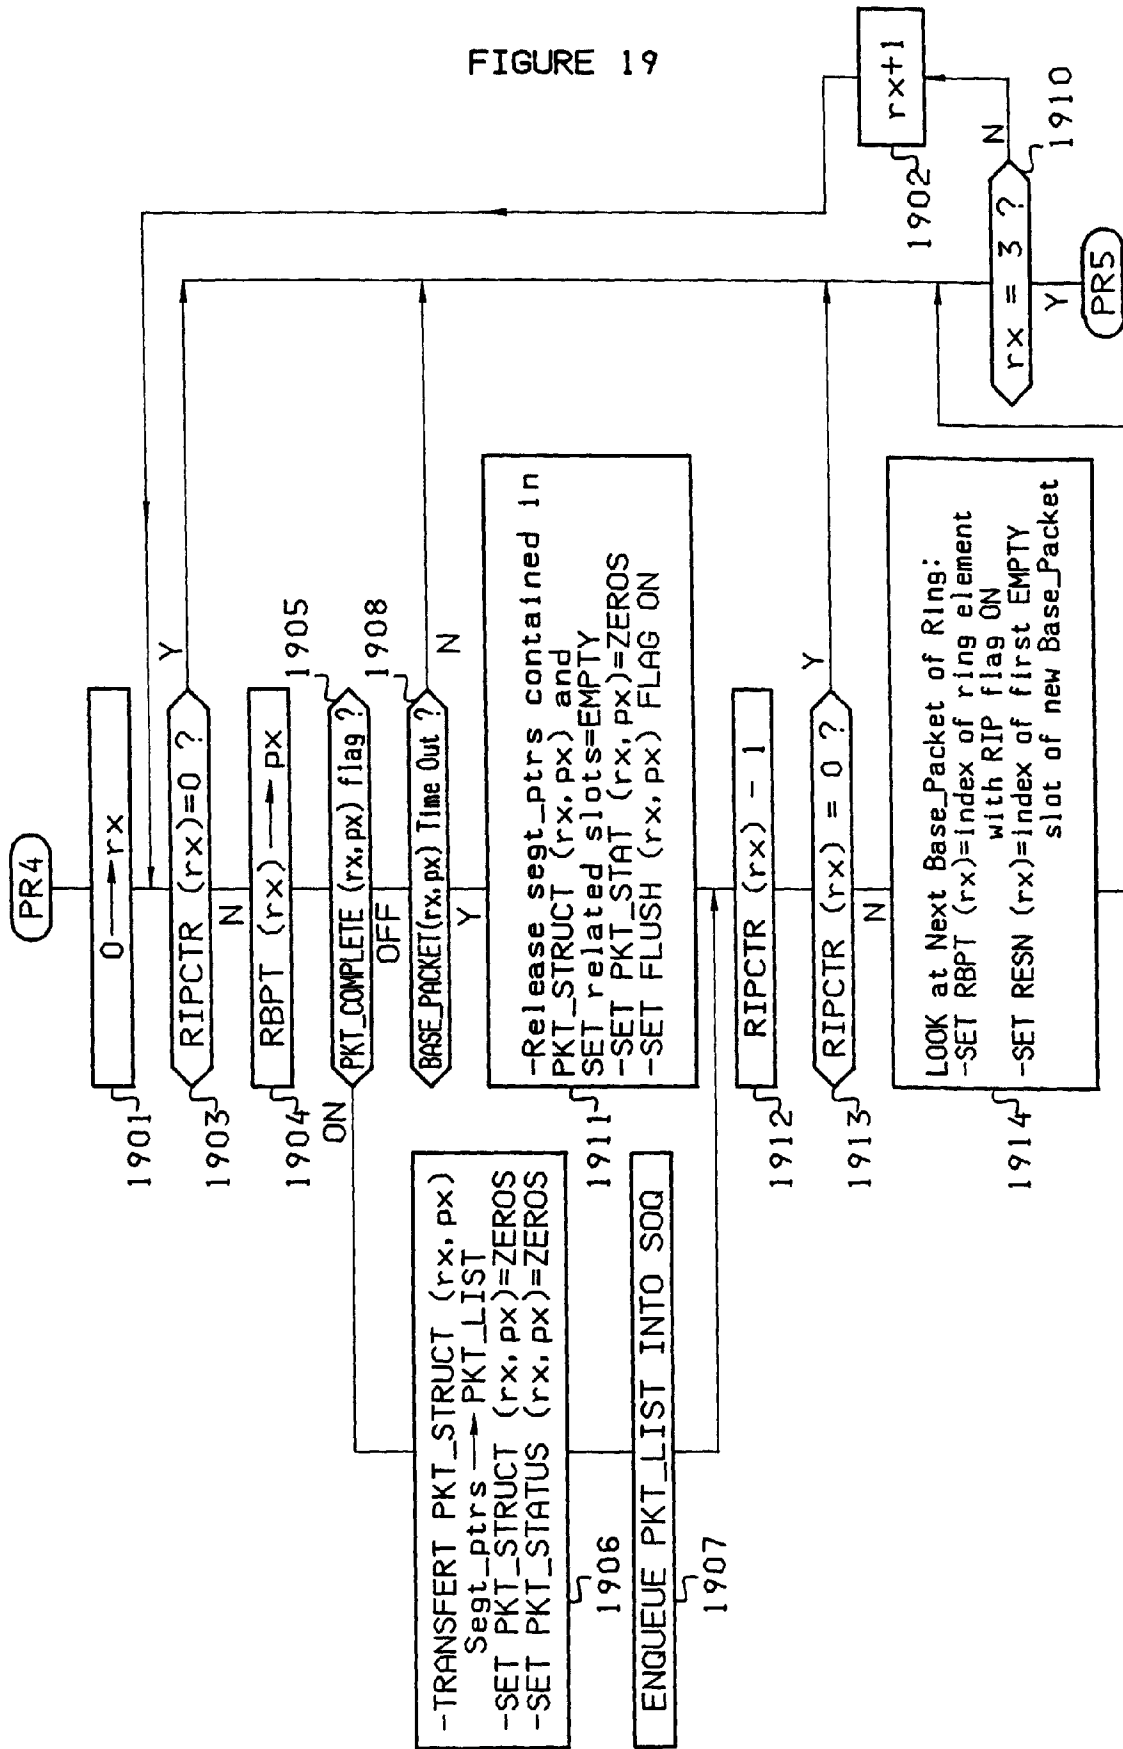 FIGURE 19
PR4
0 → rx
1901
RIPCTR (rx)=0 ?
Y
1903
N
RBPT (rx) → px
1904
PKT_COMPLETE (rx,px) flag ?
1905
ON
OFF
BASE_PACKET(rx,px) Time Out ?
1908
N
Y
-TRANSFERT PKT_STRUCT (rx,px)
Segt_ptrs → PKT_LIST
-SET PKT_STRUCT (rx,px)=ZEROS
-SET PKT_STATUS (rx,px)=ZEROS
1906
ENQUEUE PKT_LIST INTO SOQ
1907
-Release segt_ptrs contained in
PKT_STRUCT (rx,px) and
SET related slots=EMPTY
-SET PKT_STAT (rx,px)=ZEROS
-SET FLUSH (rx,px) FLAG ON
1911
RIPCTR (rx) - 1
1912
RIPCTR (rx) = 0 ?
Y
1913
N
LOOK at Next Base_Packet of Ring:
-SET RBPT (rx)=index of ring element
with RIP flag ON
-SET RESN (rx)=index of first EMPTY
slot of new Base_Packet
1914
rx+1
1902
N
rx = 3 ?
1910
Y
PR5